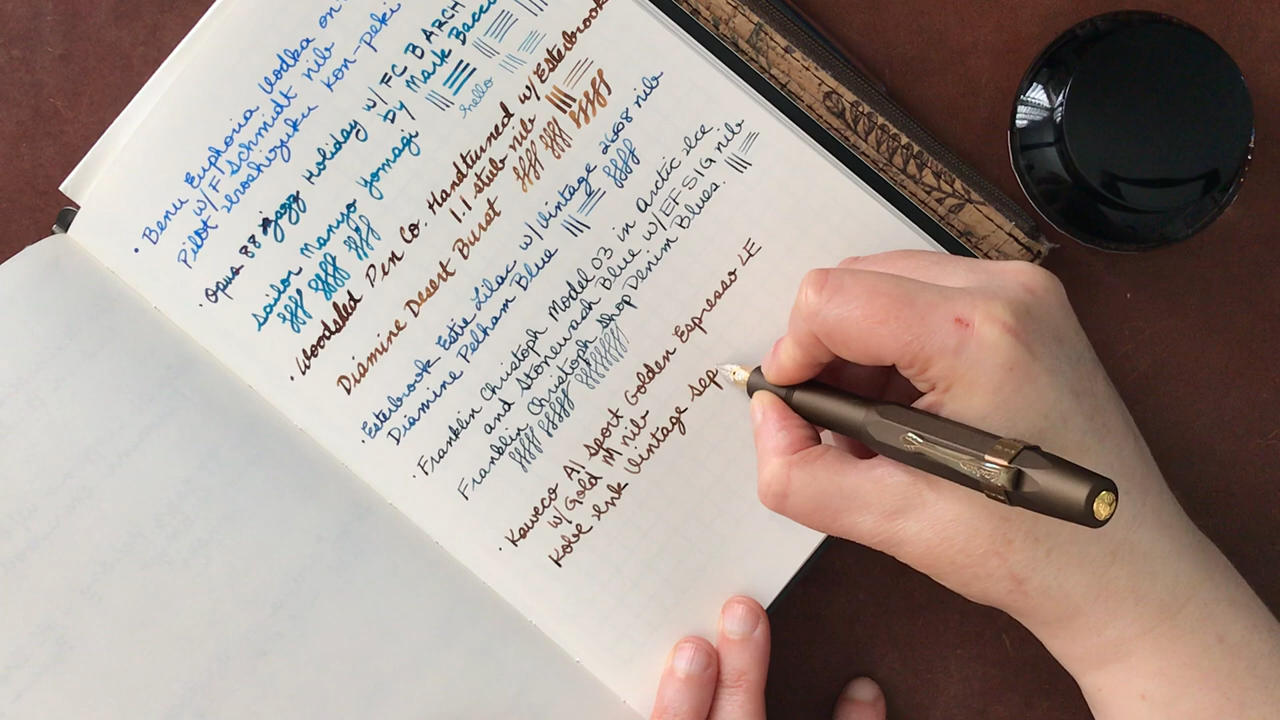 · Benu Euphoria Vodka on
w/ F Schmidt nib
Pilot Iroshizuku kon-peki
· Opus 88 Jazz Holiday w/ FC B ARCH
by Mark Bacc
Sailor Manyo Yomogi
hello
· Woodshed Pen Co. Handturned w/ Esterbrook
1.1 stub nib
Diamine Desert Burst
· Esterbrook Estie Lilac w/ Vintage 2668 nib
Diamine Pelham Blue
· Franklin Christoph Model 03 in arctic Ice
and Stonewash Blue w/ EF SIG nib
Franklin Christoph Shop Denim Blues.
· Kaweco Al Sport Golden Espresso LE
w/ Gold M nib
Kobe ink Vintage sep